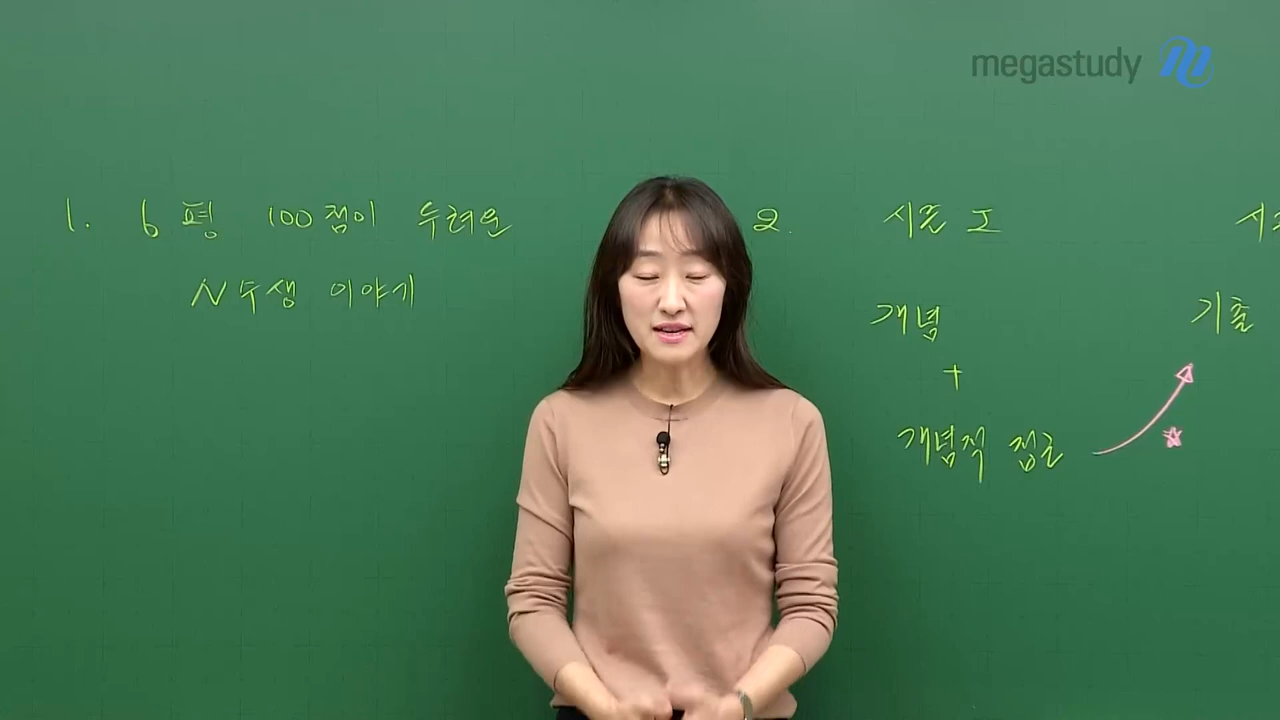 megastudy
1. 6평 100점이 두려운
N수생 이야기
2. 시즌 I
개념
+
개념적 접근
기출